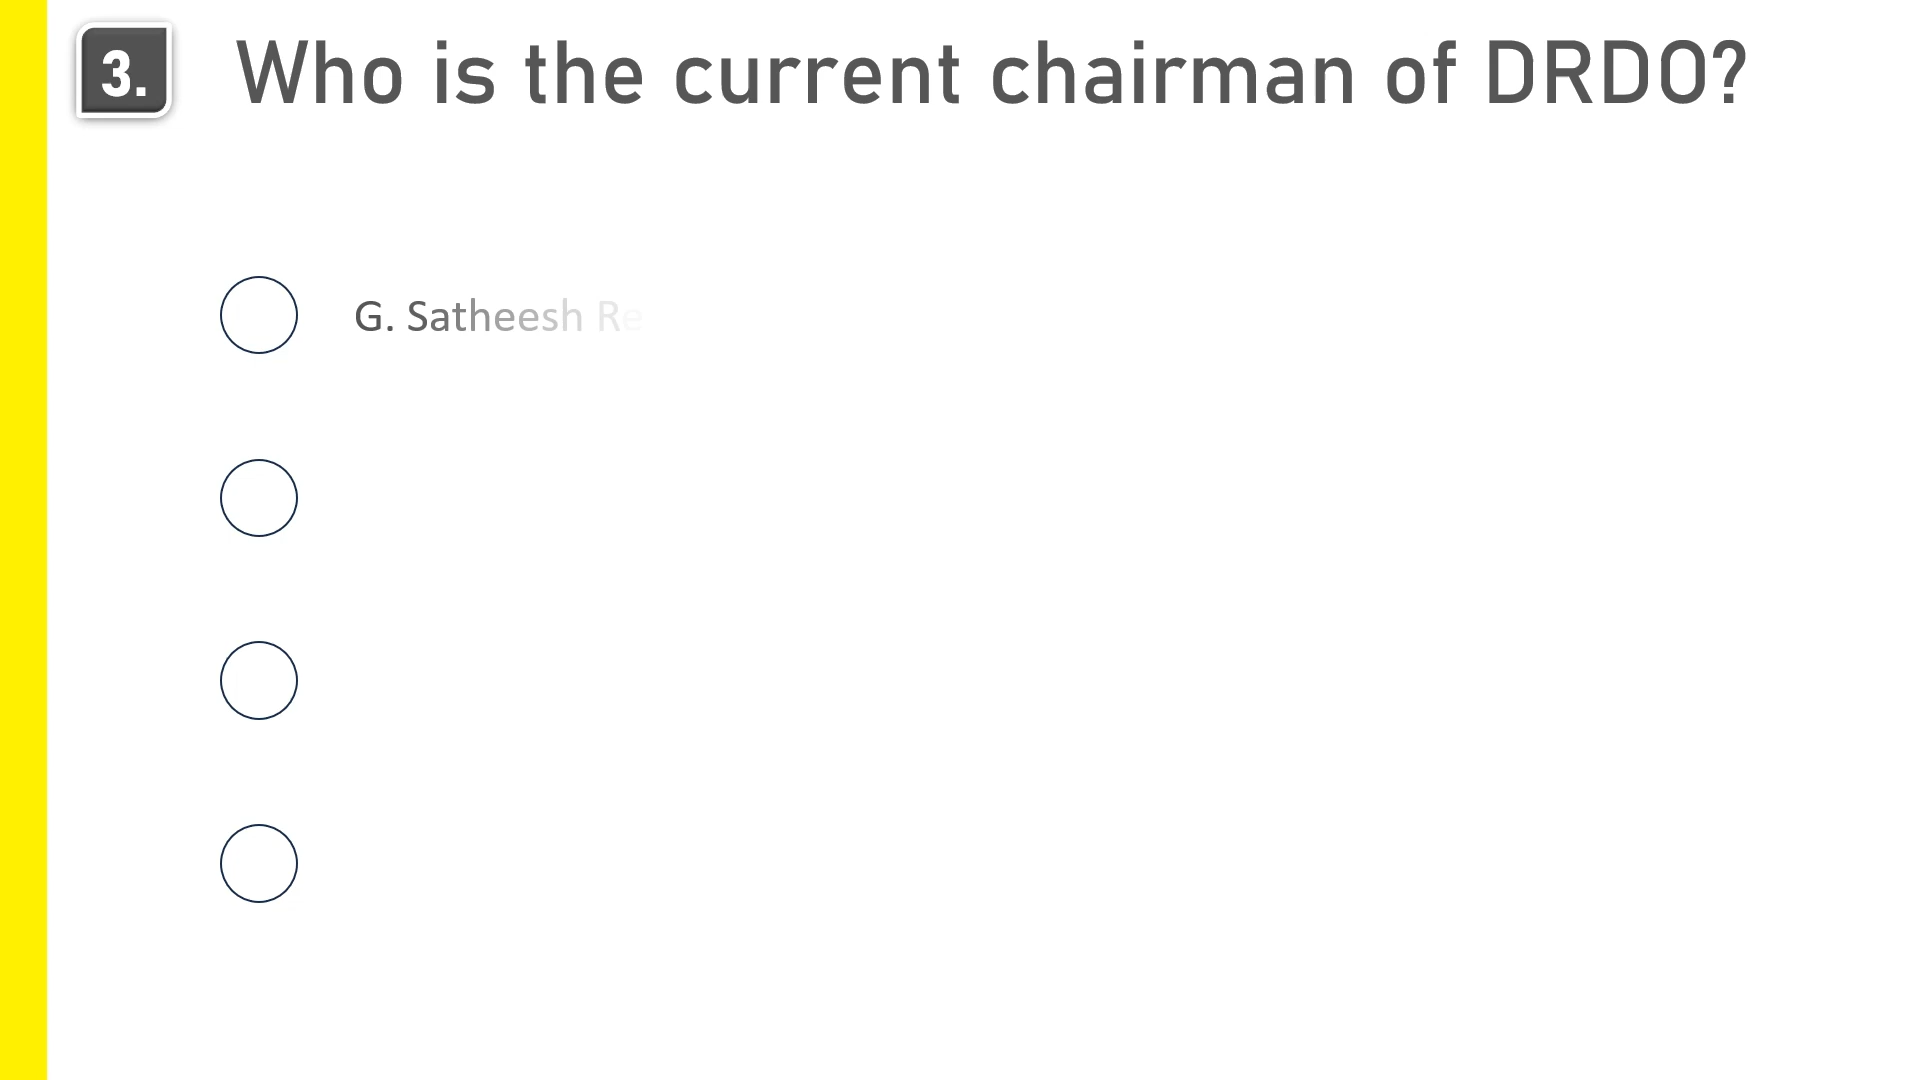 3. Who is the current chairman of DRDO?
G. Satheesh Re